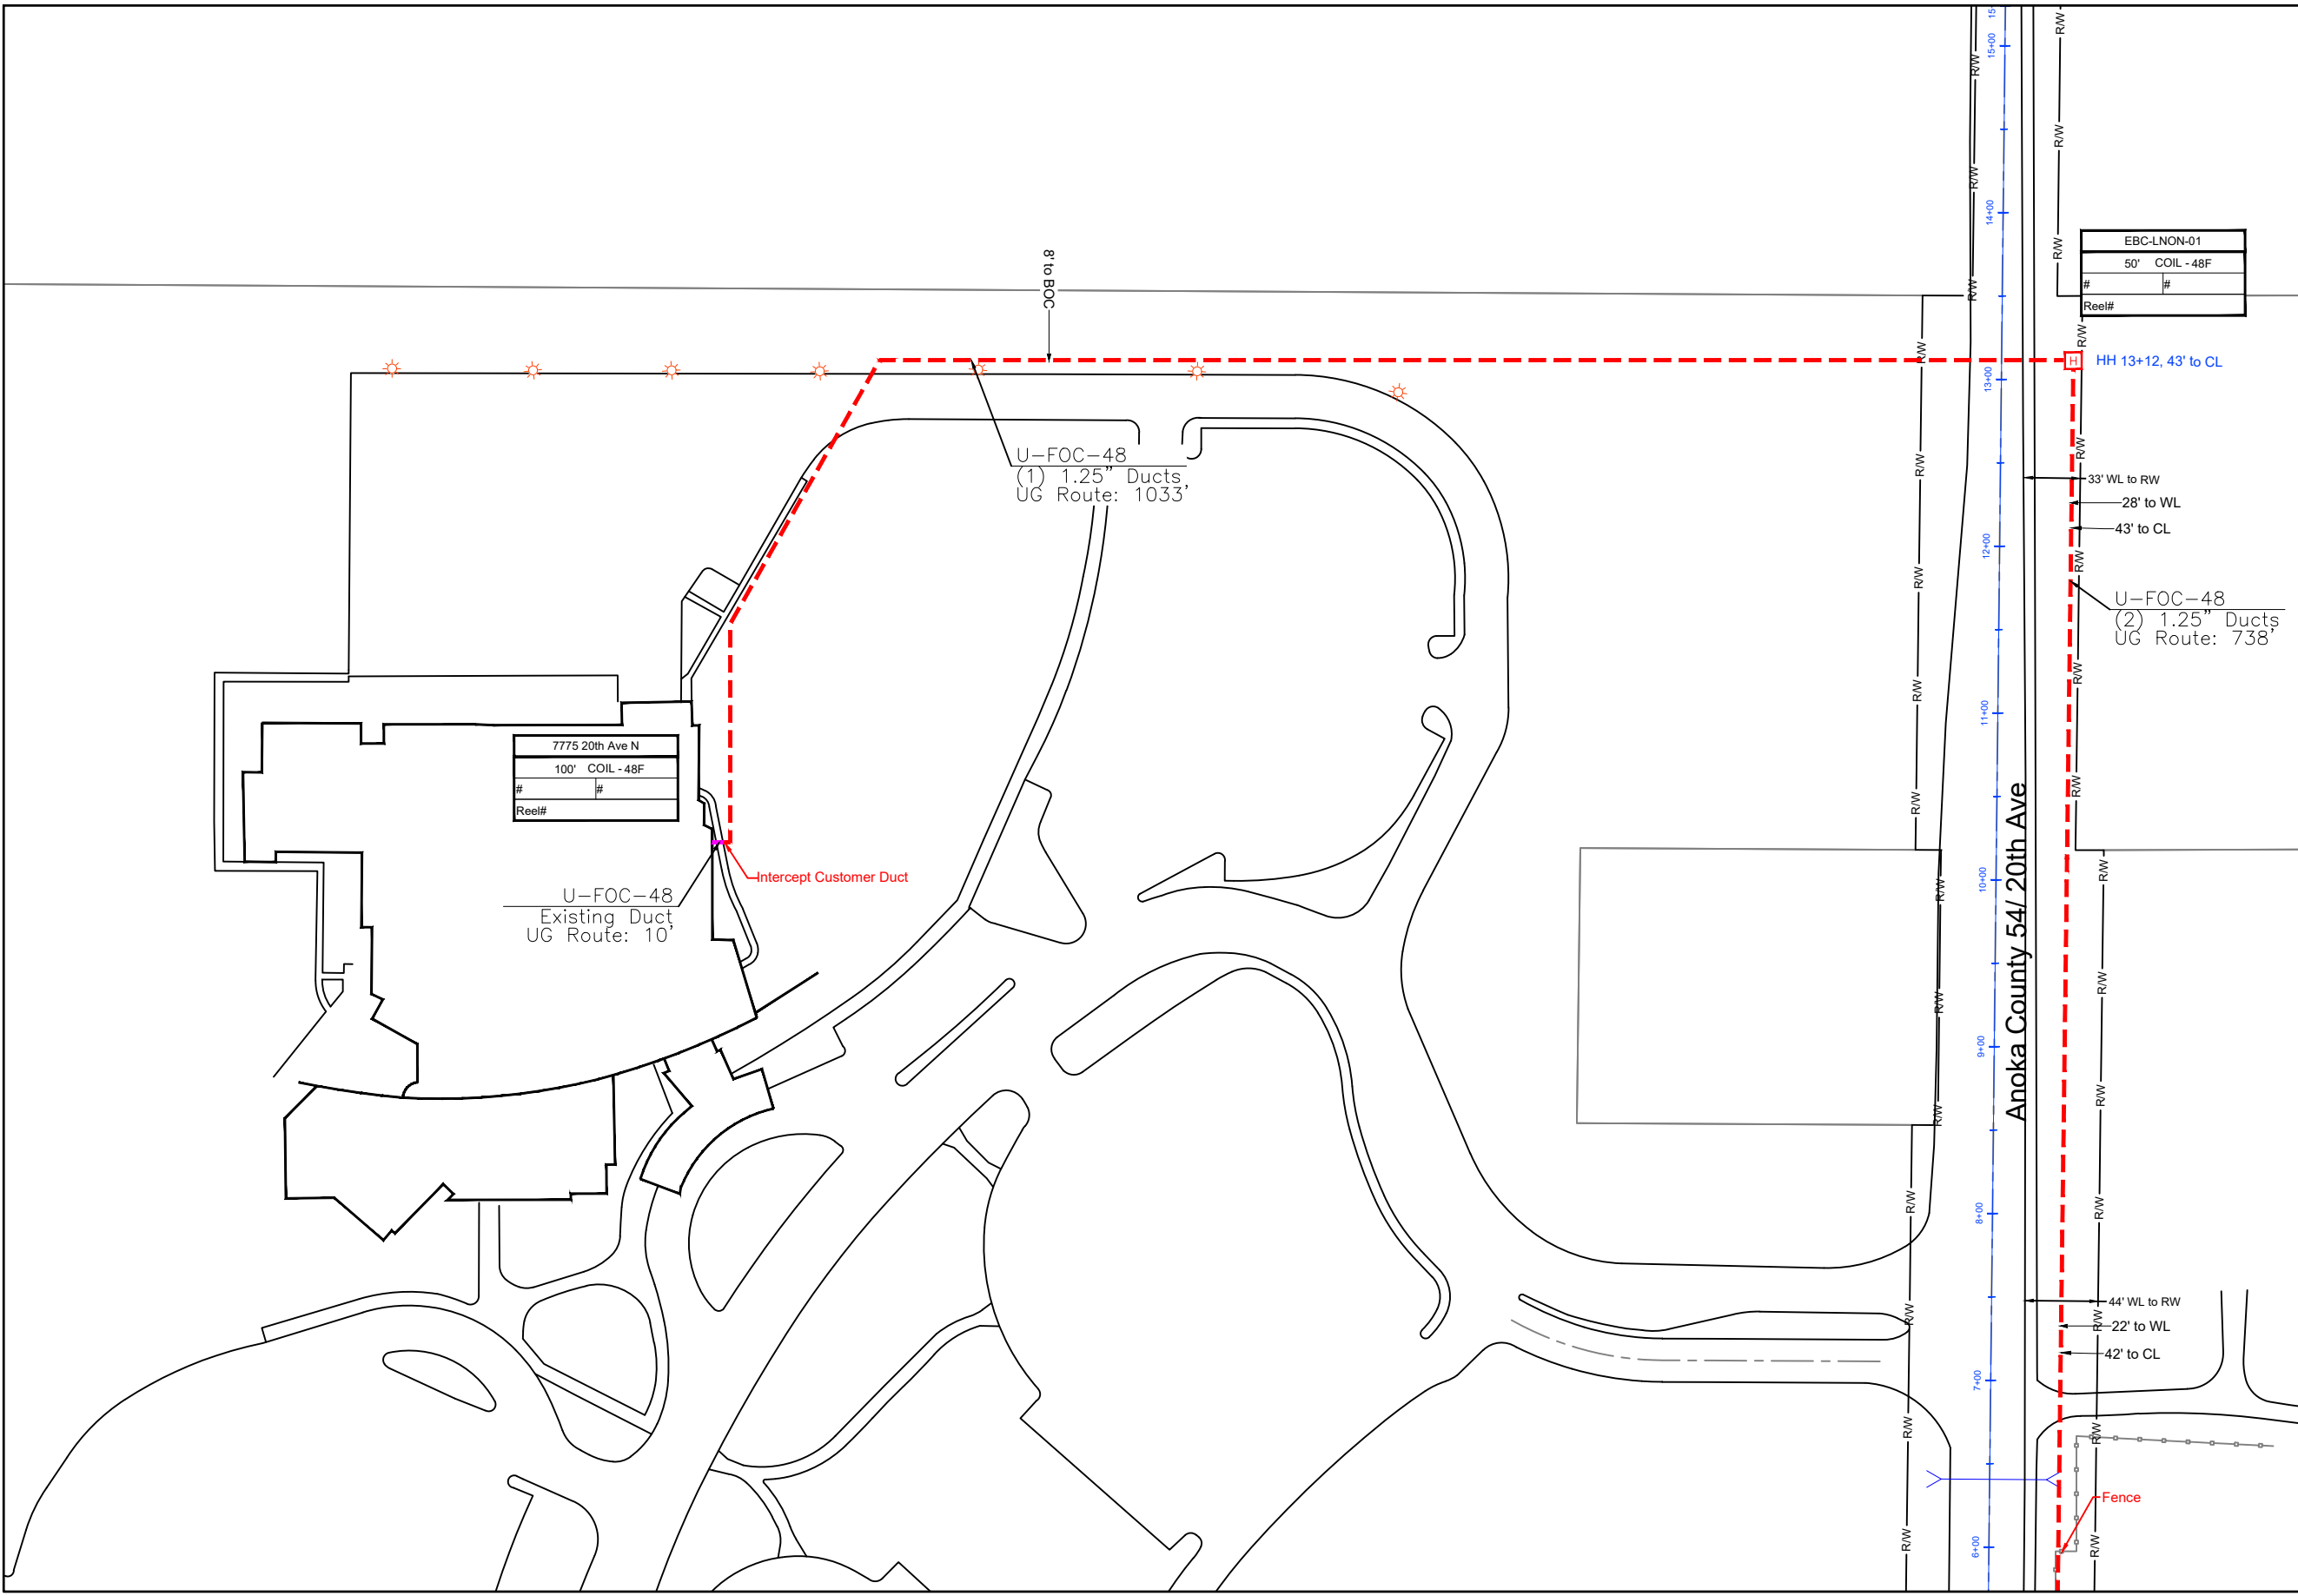 15
15+00
R/W
R/W
R/W
R/W
R/W
14+00
R/W
R/W
EBC-LNON-01
50' COIL - 48F
# #
Reel#
8' to BOC
R/W
R/W
H
HH 13+12, 43' to CL
13+00
U-FOC-48
(1) 1.25" Ducts
UG Route: 1033'
R/W
R/W
33' WL to RW
28' to WL
43' to CL
12+00
R/W
R/W
U-FOC-48
(2) 1.25" Ducts
UG Route: 738'
R/W
R/W
11+00
7775 20th Ave N
100' COIL - 48F
# #
Reel#
R/W
R/W
Intercept Customer Duct
U-FOC-48
Existing Duct
UG Route: 10'
10+00
R/W
R/W
Anoka County 54/ 20th Ave
R/W
R/W
9+00
R/W
R/W
8+00
R/W
R/W
44' WL to RW
R/W
R/W
22' to WL
42' to CL
7+00
R/W
R/W
Fence
6+00
R/W
R/W